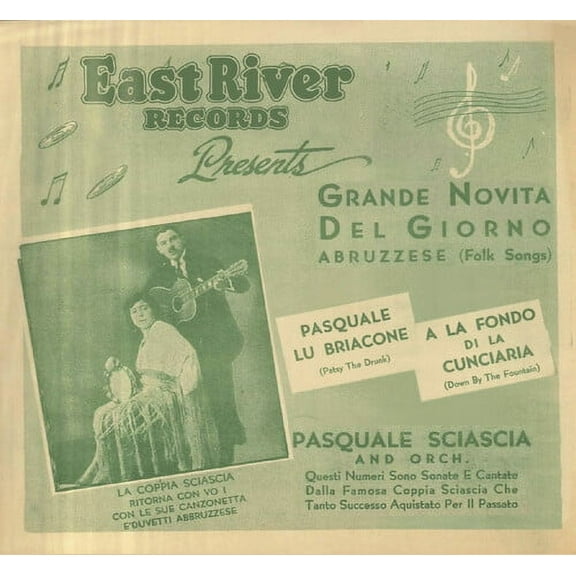 East River
RECORDS
Presents
GRANDE NOVITA
DEL GIORNO
ABRUZZESE (Folk Songs)
PASQUALE
LU BRIACONE
(Patsy The Drunk)
A LA FONDO
DI LA
CUNCIARIA
(Down By The Fountain)
PASQUALE SCIASCIA
AND ORCH.
Questi Numeri Sono Sonate E Cantate
Dalla Famosa Coppia Sciascia Che
Tanto Successo Aquistato Per Il Passato
LA COPPIA SCIASCIA
RITORNA CON VO I
CON LE SUE CANZONETTA
E'DUVETTI ABBRUZZESE